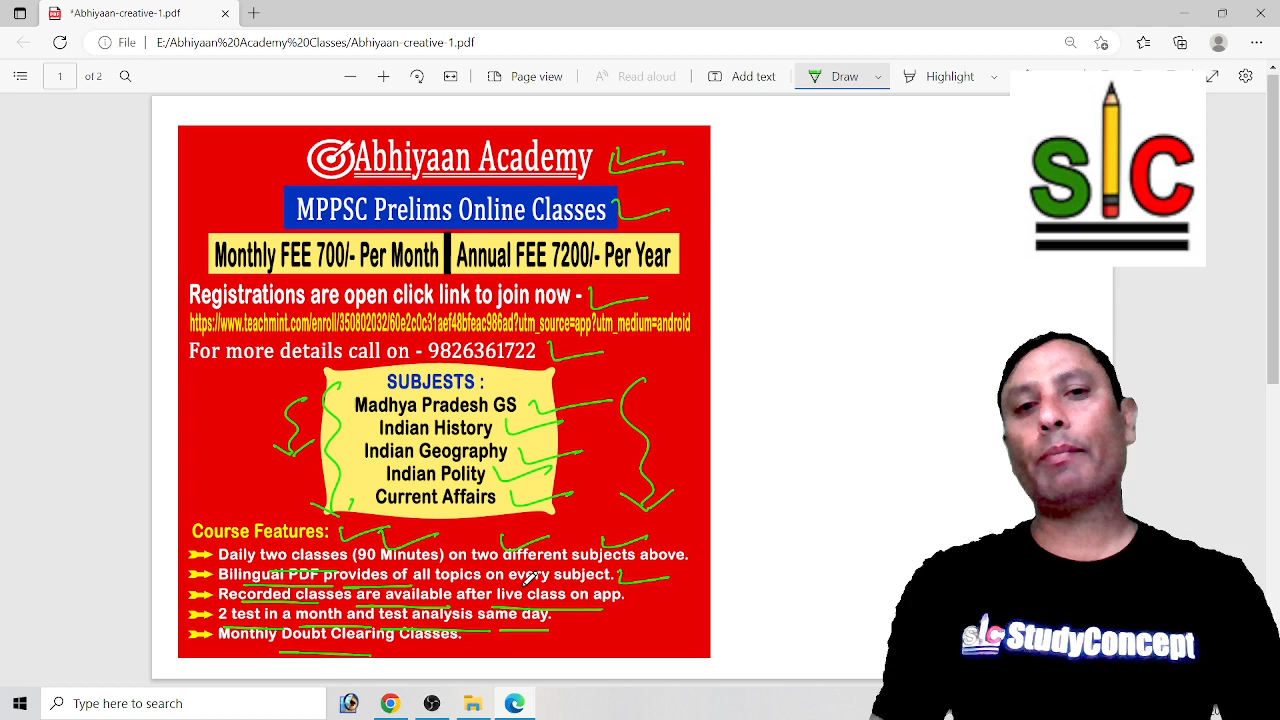 *Abhiyaan-creative-1.pdf
File E:/Abhiyaan%20Academy%20Classes/Abhiyaan-creative-1.pdf
1 of 2 Page view Read aloud Add text Draw Highlight
Abhiyaan Academy
MPPSC Prelims Online Classes
Monthly FEE 700/- Per Month Annual FEE 7200/- Per Year
Registrations are open click link to join now -
https://www.teachmint.com/enroll/350802032/60e2c0c31aef48bfeac986ad?utm_source=app?utm_medium=android
For more details call on - 9826361722
SUBJESTS :
Madhya Pradesh GS
Indian History
Indian Geography
Indian Polity
Current Affairs
Course Features:
Daily two classes (90 Minutes) on two different subjects above.
Bilingual PDF provides of all topics on every subject.
Recorded classes are available after live class on app.
2 test in a month and test analysis same day.
Monthly Doubt Clearing Classes.
SIC
SIC StudyConcept
Type here to search